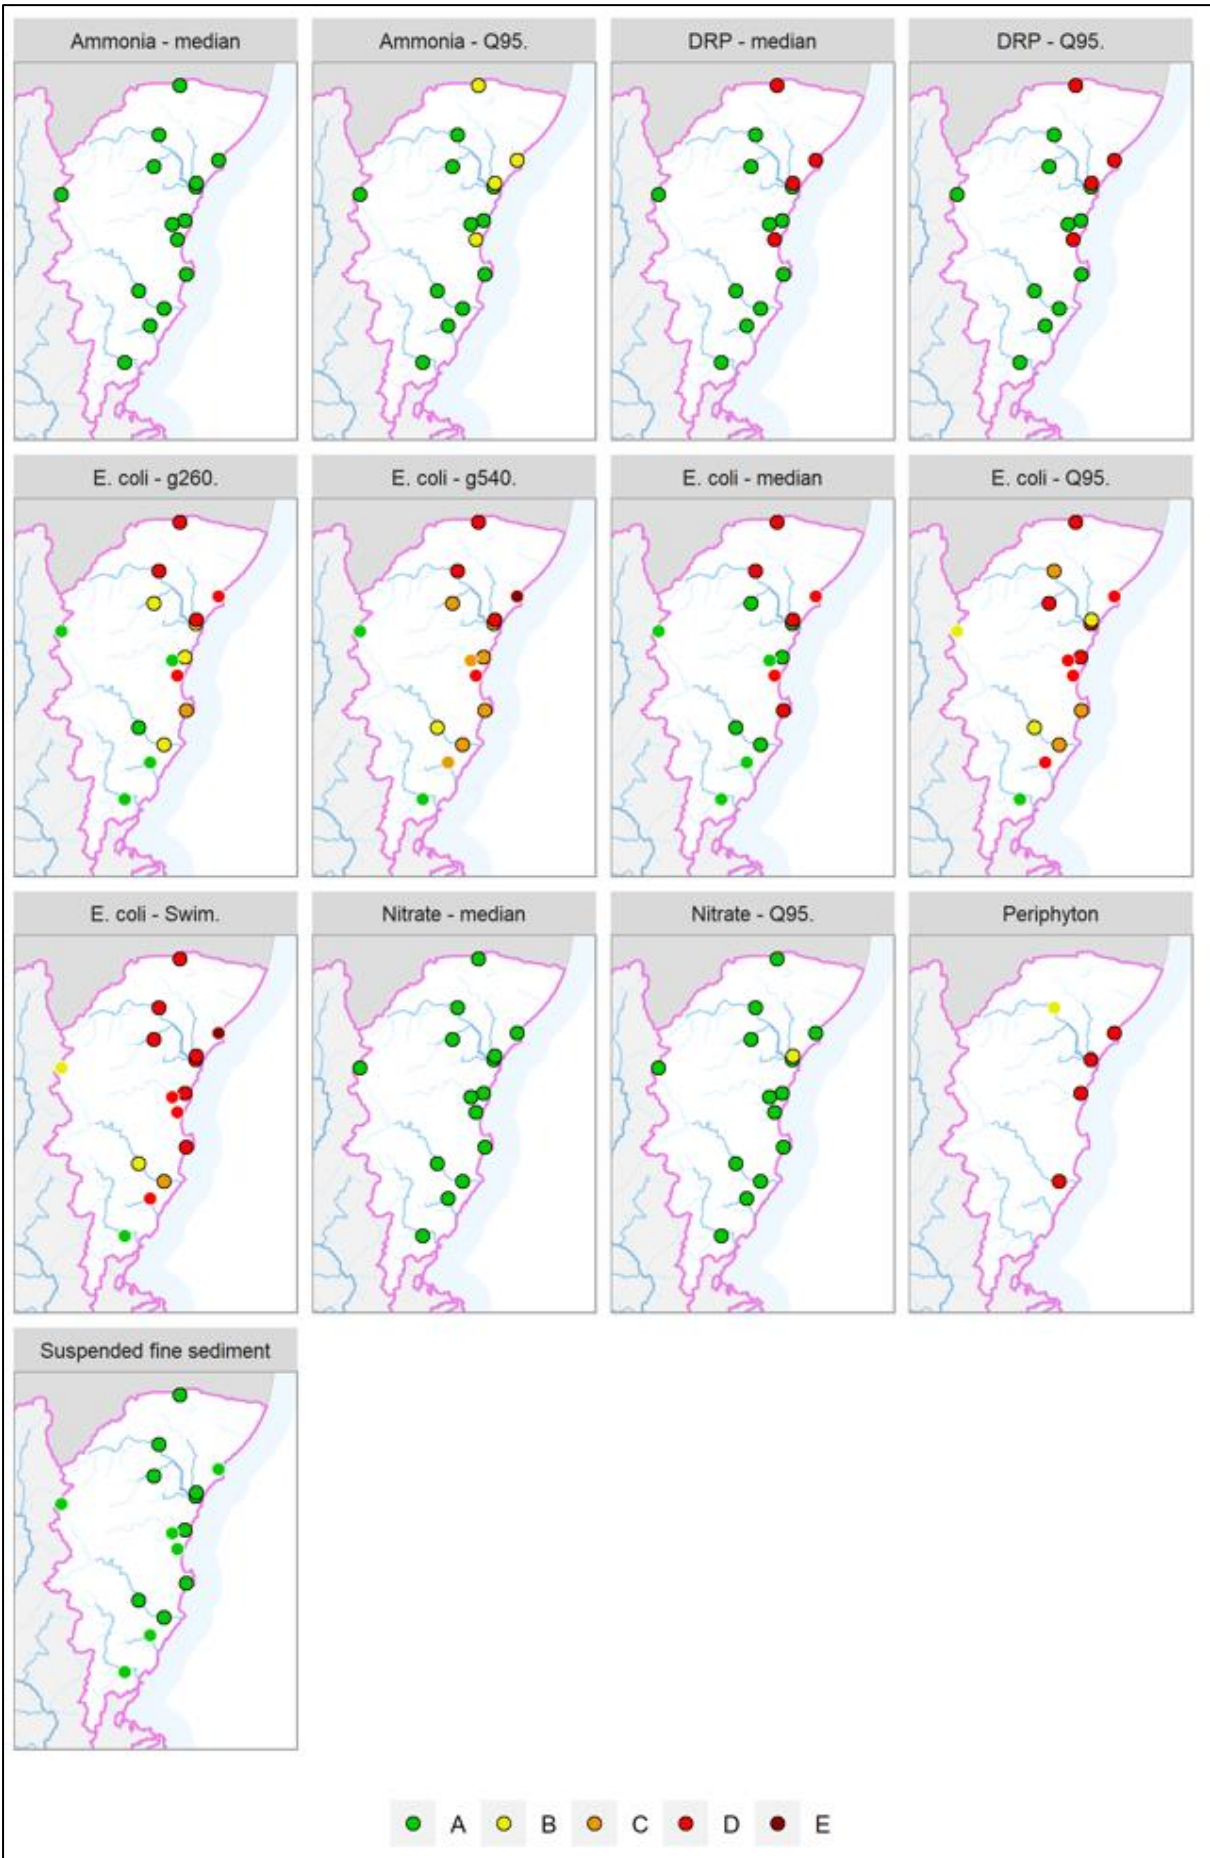 Ammonia - median
Ammonia - Q95.
DRP - median
DRP - Q95.
E. coli - g260.
E. coli - g540.
E. coli - median
E. coli - Q95.
E. coli - Swim.
Nitrate - median
Nitrate - Q95.
Periphyton
Suspended fine sediment
A B C D E